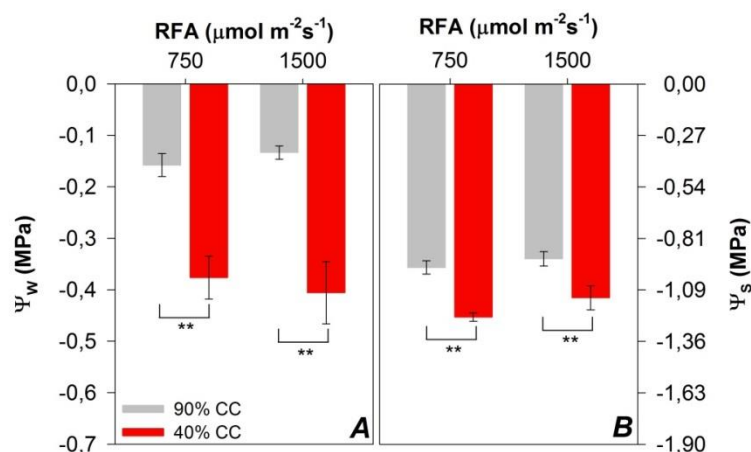 RFA (μmol m⁻²s⁻¹) RFA (μmol m⁻²s⁻¹)
750 1500 750 1500
0,0 0,00
-0,1 -0,27
-0,2 -0,54
-0,3 -0,81
-0,4 -1,09
-0,5 -1,36
-0,6 -1,63
-0,7 -1,90
Ψw (MPa)
Ψs (MPa)
** ** ** **
90% CC
40% CC
A B